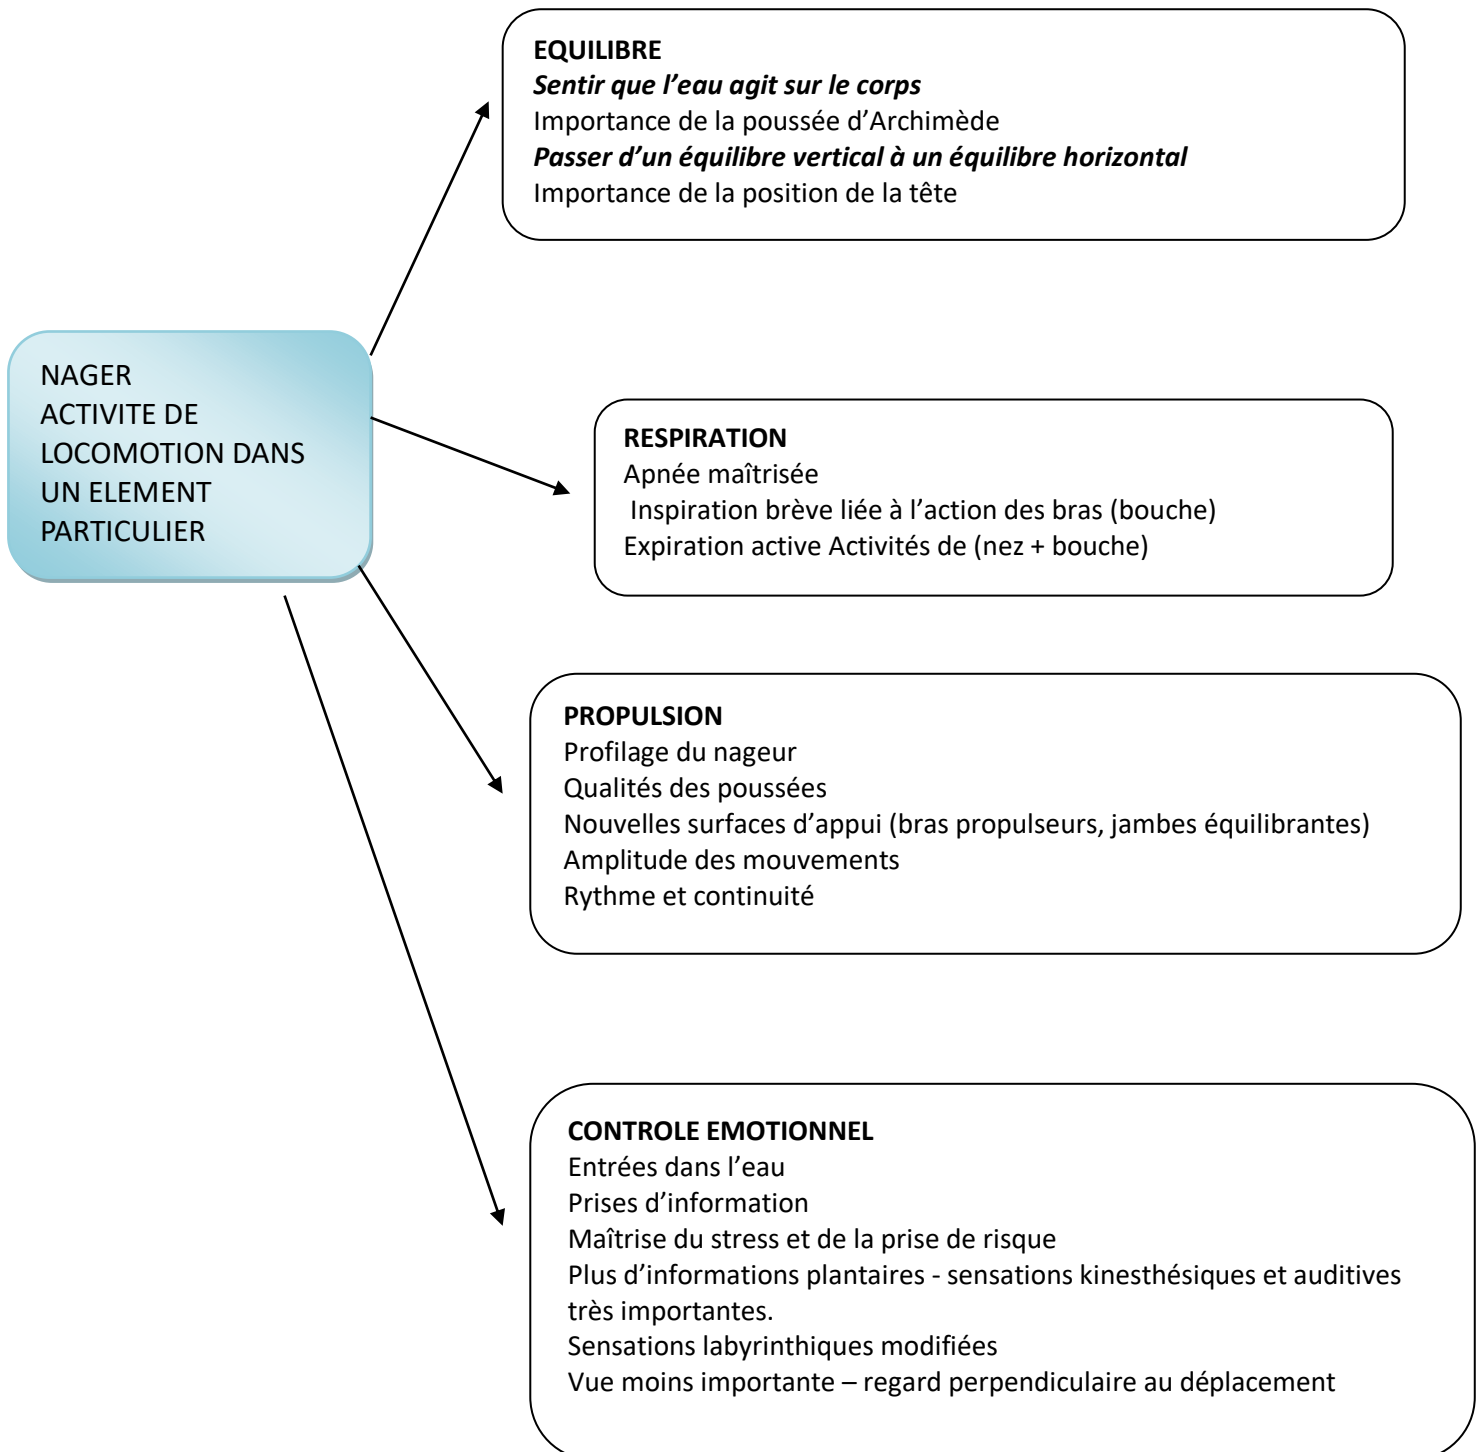 EQUILIBRE
Sentir que l’eau agit sur le corps
Importance de la poussée d’Archimède
Passer d’un équilibre vertical à un équilibre horizontal
Importance de la position de la tête
NAGER
ACTIVITE DE
LOCOMOTION DANS
UN ELEMENT
PARTICULIER
RESPIRATION
Apnée maîtrisée
Inspiration brève liée à l’action des bras (bouche)
Expiration active Activités de (nez + bouche)
PROPULSION
Profilage du nageur
Qualités des poussées
Nouvelles surfaces d’appui (bras propulseurs, jambes équilibrantes)
Amplitude des mouvements
Rythme et continuité
CONTROLE EMOTIONNEL
Entrées dans l’eau
Prises d’information
Maîtrise du stress et de la prise de risque
Plus d’informations plantaires - sensations kinesthésiques et auditives
très importantes.
Sensations labyrinthiques modifiées
Vue moins importante – regard perpendiculaire au déplacement